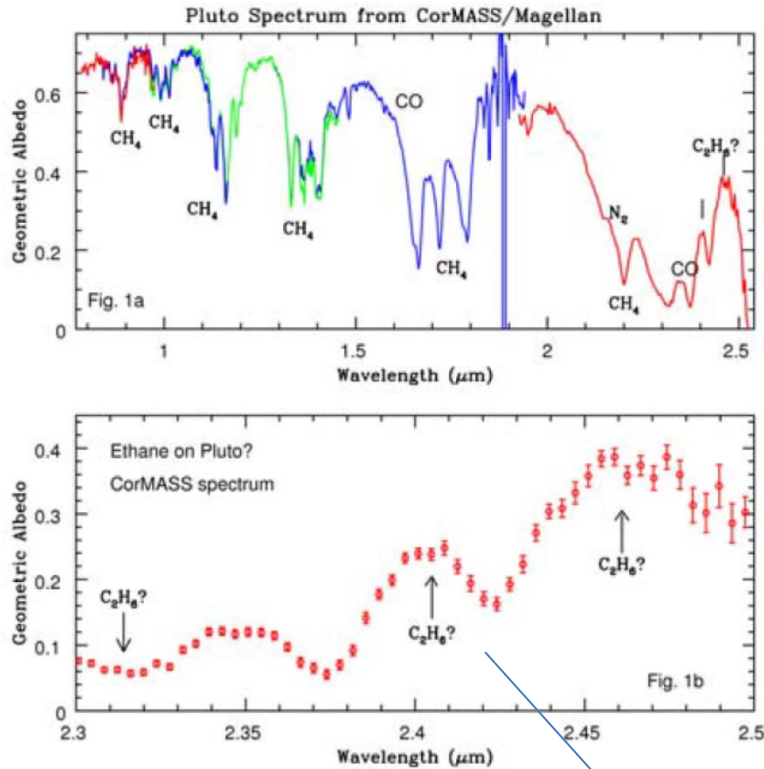 Pluto Spectrum from CorMASS/Magellan
Geometric Albedo
0.6
0.4
0.2
0
CH₄
CH₄
CH₄
CH₄
CO
CH₄
N₂
CH₄
CO
C₂H₆?
Fig. 1a
1
1.5
2
2.5
Wavelength (μm)
Geometric Albedo
0.4
0.3
0.2
0.1
0
Ethane on Pluto?
CorMASS spectrum
C₂H₆?
C₂H₆?
C₂H₆?
Fig. 1b
2.3
2.35
2.4
2.45
2.5
Wavelength (μm)